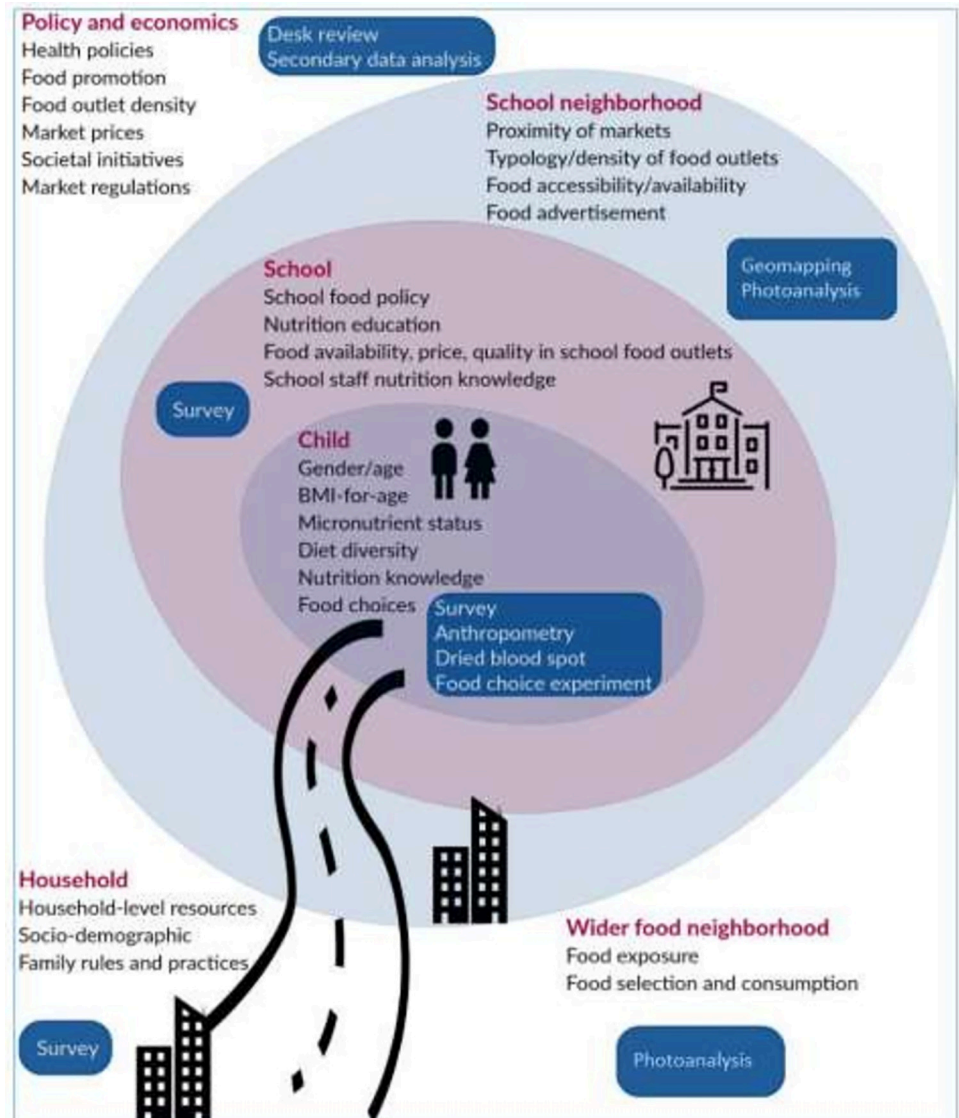 Policy and economics
Health policies
Food promotion
Food outlet density
Market prices
Societal initiatives
Market regulations
Desk review
Secondary data analysis
School neighborhood
Proximity of markets
Typology/density of food outlets
Food accessibility/availability
Food advertisement
Geomapping
Photoanalysis
School
School food policy
Nutrition education
Food availability, price, quality in school food outlets
School staff nutrition knowledge
Survey
Child
Gender/age
BMI-for-age
Micronutrient status
Diet diversity
Nutrition knowledge
Food choices
Survey
Anthropometry
Dried blood spot
Food choice experiment
Household
Household-level resources
Socio-demographic
Family rules and practices
Survey
Wider food neighborhood
Food exposure
Food selection and consumption
Photoanalysis